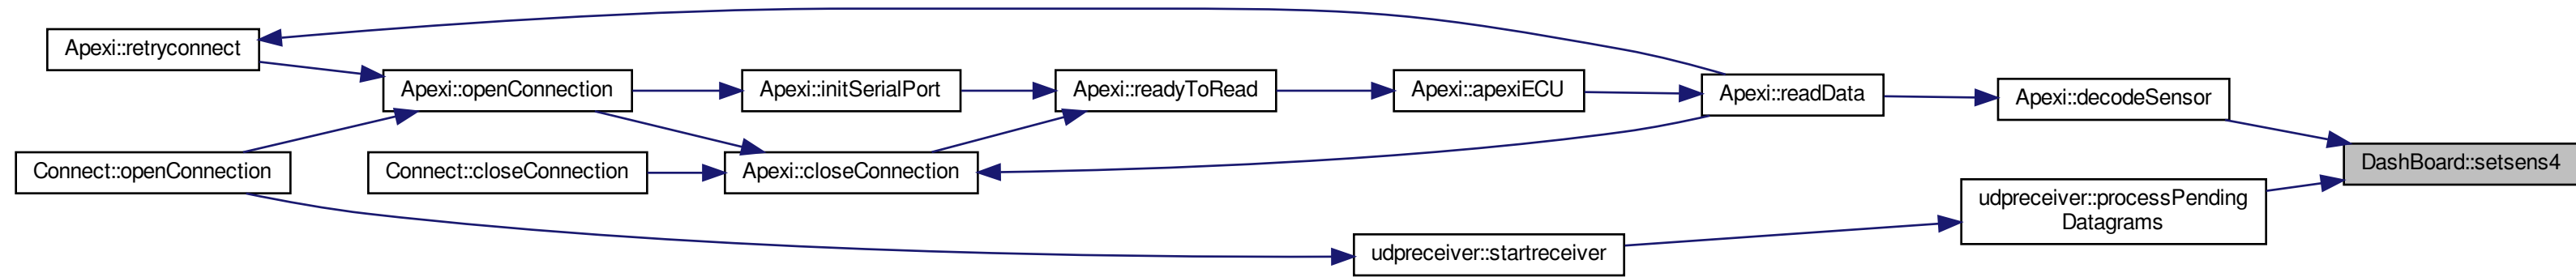 Apexi::retryconnect
Apexi::openConnection
Apexi::initSerialPort
Apexi::readyToRead
Apexi::apexiECU
Apexi::readData
Apexi::decodeSensor
Connect::openConnection
Connect::closeConnection
Apexi::closeConnection
DashBoard::setsens4
udpreceiver::processPending
Datagrams
udpreceiver::startreceiver